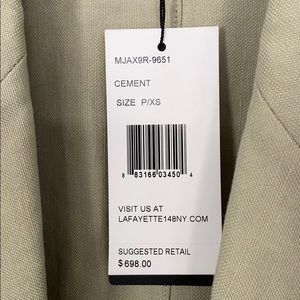 MJAX9R-9651
CEMENT
SIZE P/XS
8 83166 03450 4
VISIT US AT
LAFAYETTE148NY.COM
SUGGESTED RETAIL
$698.00